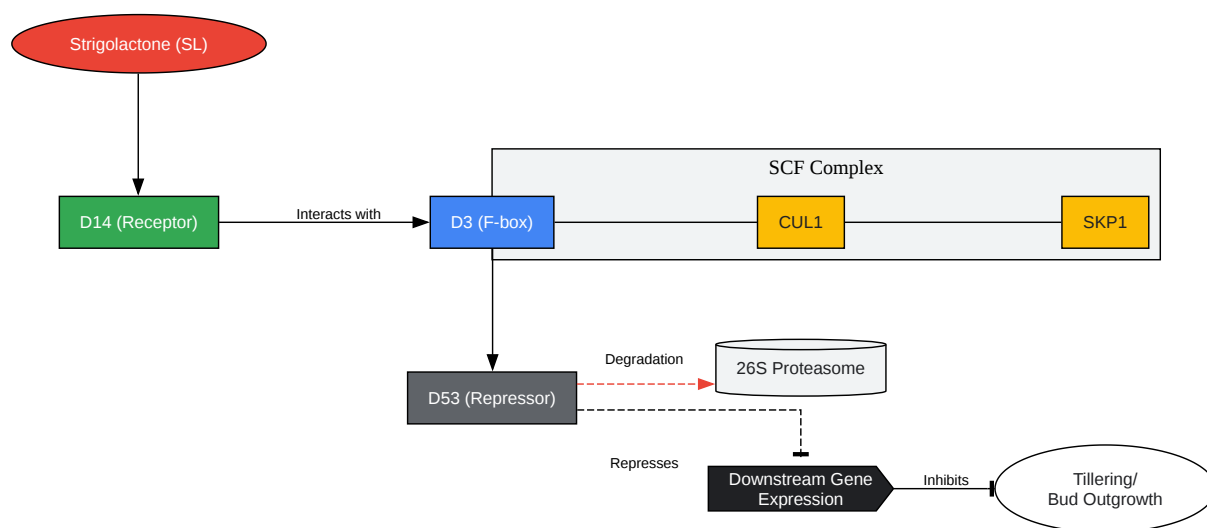 Strigolactone (SL)
SCF Complex
D14 (Receptor)
Interacts with
D3 (F-box)
CUL1
SKP1
Degradation
26S Proteasome
D53 (Repressor)
Represses
Downstream Gene
Expression
Inhibits
Tillering/
Bud Outgrowth